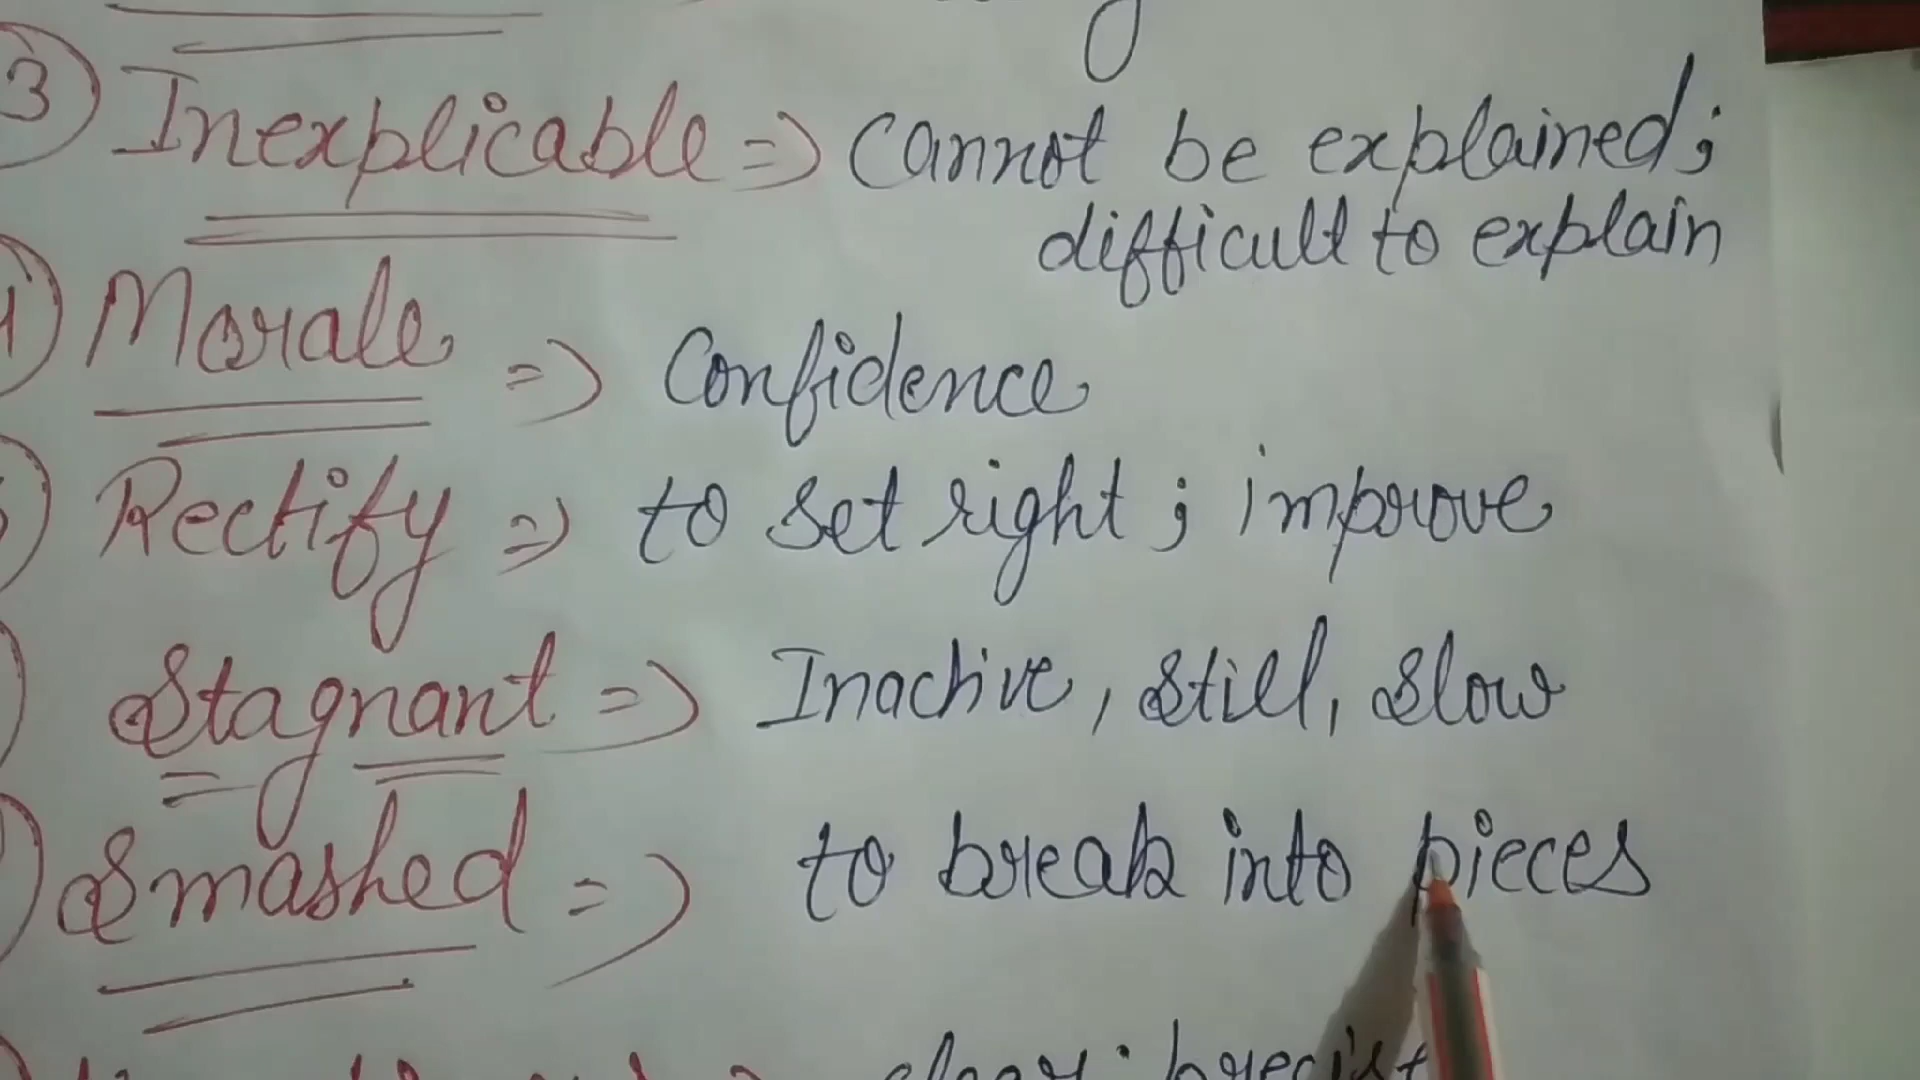 3 Inexplicable => cannot be explained;
difficult to explain
Morale => Confidence
Rectify => to set right; improve
Stagnant => Inactive, still, slow
Smashed => to break into pieces
clear;